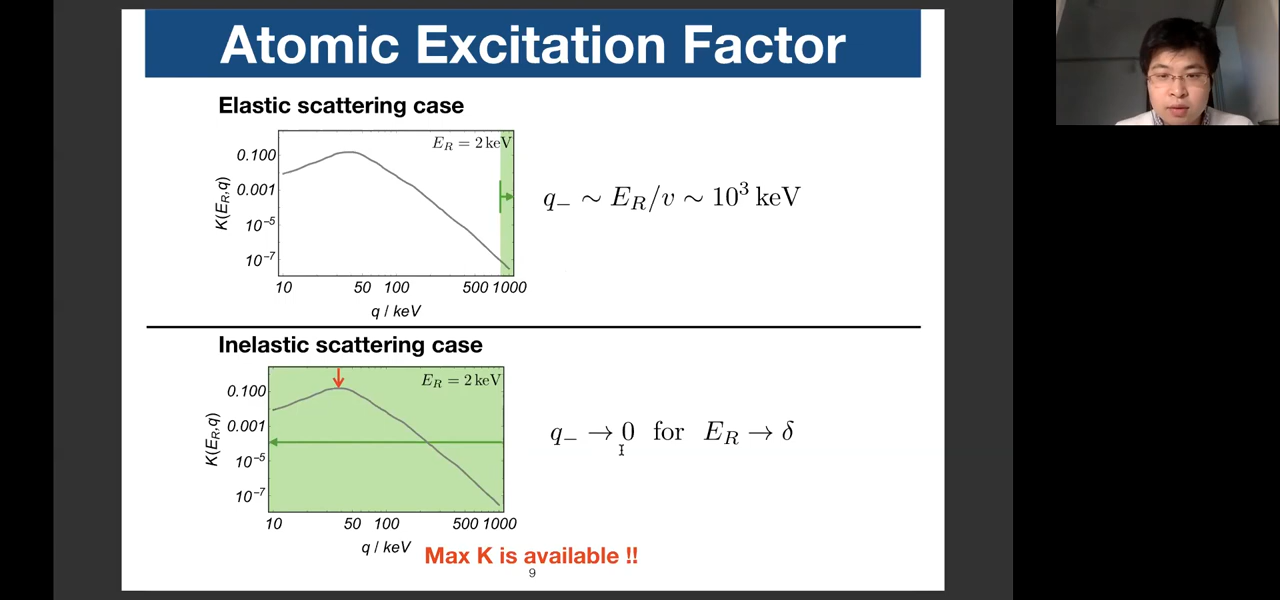 Atomic Excitation Factor
Elastic scattering case
E_R = 2 keV
0.100
0.001
10^-5
10^-7
K(E_R,q)
10 50 100 500 1000
q / keV
q_− ∼ E_R/v ∼ 10^3 keV
Inelastic scattering case
E_R = 2 keV
0.100
0.001
10^-5
10^-7
K(E_R,q)
10 50 100 500 1000
q / keV
q_− → 0 for E_R → δ
Max K is available !!
9